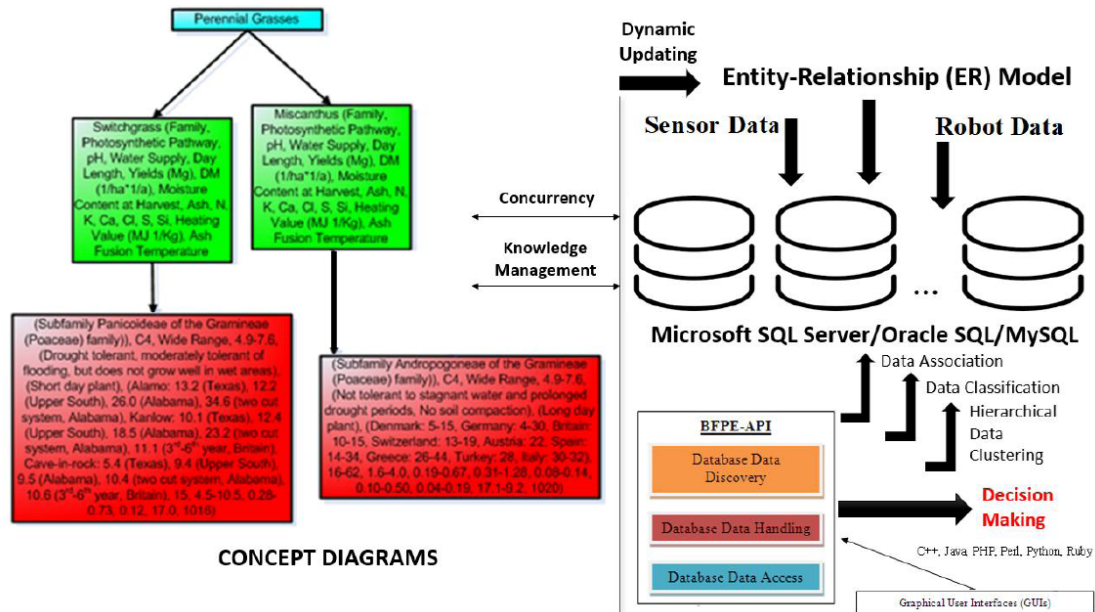 Perennial Grasses
Switchgrass (Family,
Photosynthetic Pathway,
pH, Water Supply, Day
Length, Yields (Mg), DM
(1/ha*1/a), Moisture
Content at Harvest, Ash, N,
K, Ca, Cl, S, Si, Heating
Value (MJ 1/Kg), Ash
Fusion Temperature
Miscanthus (Family,
Photosynthetic Pathway,
pH, Water Supply, Day
Length, Yields (Mg), DM
(1/ha*1/a), Moisture
Content at Harvest, Ash, N,
K, Ca, Cl, S, Si, Heating
Value (MJ 1/Kg), Ash
Fusion Temperature
(Subfamily Panicoideae of the Gramineae
(Poaceae) family)), C4, Wide Range, 4.9-7.6,
(Drought tolerant, moderately tolerant of
flooding, but does not grow well in wet areas),
(Short day plant), (Alamo: 13.2 (Texas), 12.2
(Upper South), 26.0 (Alabama), 34.6 (two cut
system, Alabama), Kanlow: 10.1 (Texas), 12.4
(Upper South), 18.5 (Alabama), 23.2 (two cut
system, Alabama), 11.1 (3rd-6th year, Britain),
Cave-in-rock: 5.4 (Texas), 9.4 (Upper South),
9.5 (Alabama), 10.4 (two cut system, Alabama),
10.6 (3rd-6th year, Britain), 15, 4.5-10.5, 0.28-
0.73, 0.12, 17.0, 1016)
(Subfamily Andropogoneae of the Gramineae
(Poaceae) family)), C4, Wide Range, 4.9-7.6,
(Not tolerant to stagnant water and prolonged
drought periods, No soil compaction), (Long day
plant), (Denmark: 5-15, Germany: 4-30, Britain:
10-15, Switzerland: 13-19, Austria: 22, Spain:
14-34, Greece: 26-44, Turkey: 28, Italy: 30-32),
16-62, 1.6-4.0, 0.19-0.67, 0.31-1.28, 0.08-0.14,
0.10-0.50, 0.04-0.19, 17.1-9.2, 1020)
CONCEPT DIAGRAMS
Concurrency
Knowledge
Management
Dynamic
Updating
Entity-Relationship (ER) Model
Sensor Data
Robot Data
...
Microsoft SQL Server/Oracle SQL/MySQL
Data Association
Data Classification
Hierarchical
Data
Clustering
BFPE-API
Database Data
Discovery
Database Data Handling
Database Data Access
Decision
Making
C++, Java, PHP, Perl, Python, Ruby
Graphical User Interfaces (GUIs)